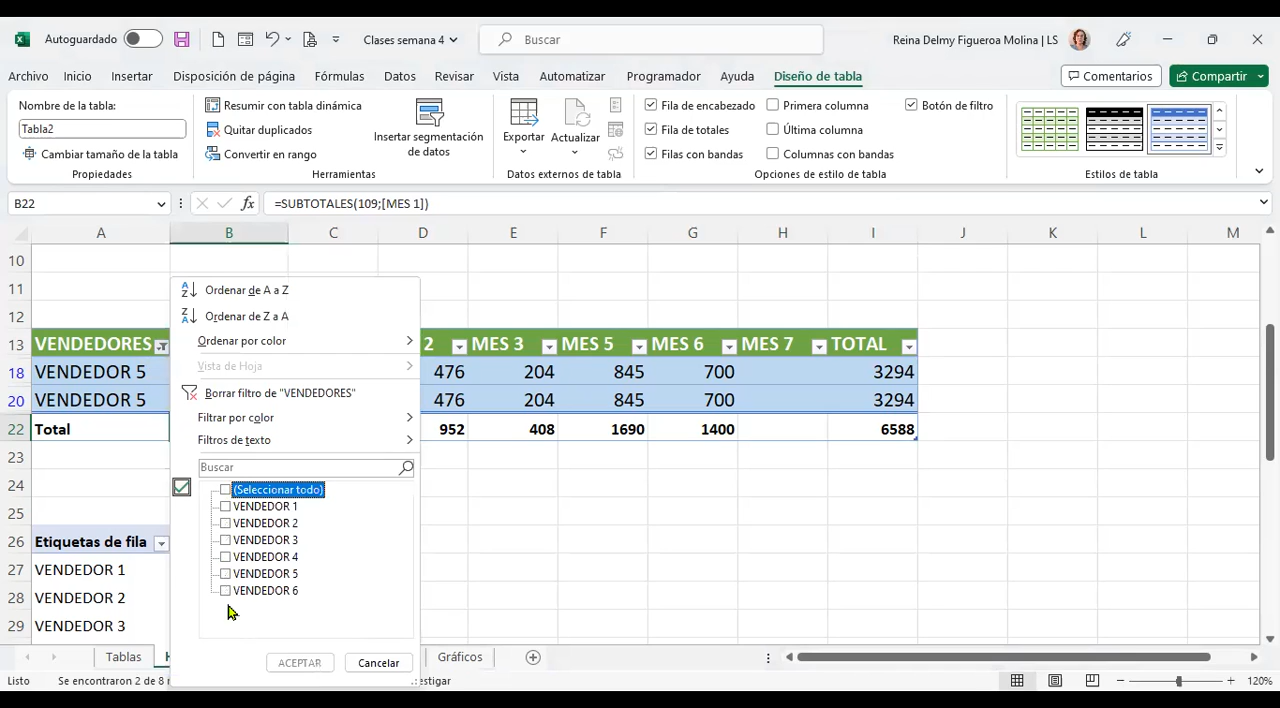 Autoguardado
Clases semana 4
Buscar
Reina Delmy Figueroa Molina | LS
Archivo Inicio Insertar Disposición de página Fórmulas Datos Revisar Vista Automatizar Programador Ayuda Diseño de tabla Comentarios Compartir
Nombre de la tabla:
Tabla2
Cambiar tamaño de la tabla
Propiedades
Resumir con tabla dinámica
Quitar duplicados
Convertir en rango
Insertar segmentación
de datos
Herramientas
Exportar
Actualizar
Datos externos de tabla
Fila de encabezado Primera columna Botón de filtro
Fila de totales Última columna
Filas con bandas Columnas con bandas
Opciones de estilo de tabla
Estilos de tabla
B22 fx =SUBTOTALES(109;[MES 1])
A B C D E F G H I J K L M
10
11
12
13 VENDEDORES 2 MES 3 MES 5 MES 6 MES 7 TOTAL
18 VENDEDOR 5 476 204 845 700 3294
20 VENDEDOR 5 476 204 845 700 3294
22 Total 952 408 1690 1400 6588
23
24
25
26 Etiquetas de fila
27 VENDEDOR 1
28 VENDEDOR 2
29 VENDEDOR 3
Ordenar de A a Z
Ordenar de Z a A
Ordenar por color
Vista de Hoja
Borrar filtro de "VENDEDORES"
Filtrar por color
Filtros de texto
Buscar
(Seleccionar todo)
VENDEDOR 1
VENDEDOR 2
VENDEDOR 3
VENDEDOR 4
VENDEDOR 5
VENDEDOR 6
ACEPTAR Cancelar
Tablas Gráficos
Listo Se encontraron 2 de 8 estigar 120%